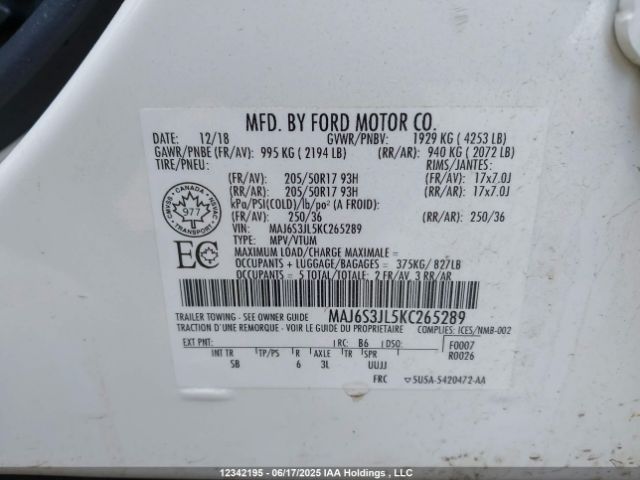 MFD. BY FORD MOTOR CO.
DATE: 12/18 GVWR/PNBV: 1929 KG ( 4253 LB)
GAWR/PNBE (FR/AV): 995 KG ( 2194 LB) (RR/AR): 940 KG ( 2072 LB)
TIRE/PNEU: RIMS/JANTES:
(FR/AV): 205/50R17 93H (FR/AV): 17x7.0J
(RR/AR): 205/50R17 93H (RR/AR): 17x7.0J
kPa/PSI(COLD)/lb/po² (A FROID):
(FR/AV): 250/36 (RR/AR): 250/36
VIN: MAJ6S3JL5KC265289
TYPE: MPV/VTUM
MAXIMUM LOAD/CHARGE MAXIMALE =
OCCUPANTS + LUGGAGE/BAGAGES = 375KG/ 827LB
OCCUPANTS = 5 TOTAL/TOTALE: 2 FR/AV, 3 RR/AR
CANADA
977
TRANSPORT
EC
TRAILER TOWING - SEE OWNER GUIDE MAJ6S3JL5KC265289
TRACTION D'UNE REMORQUE - VOIR LE GUIDE DU PROPRIETAIRE COMPLIES: ICES/NMB-002
EXT PNT: RC: B6 DSO: F0007
R0026
INT TR TP/PS R AXLE TR SPR
SB 6 3L UUJJ
FRC 5U5A-5420472-AA
12342195 - 06/17/2025 IAA Holdings , LLC